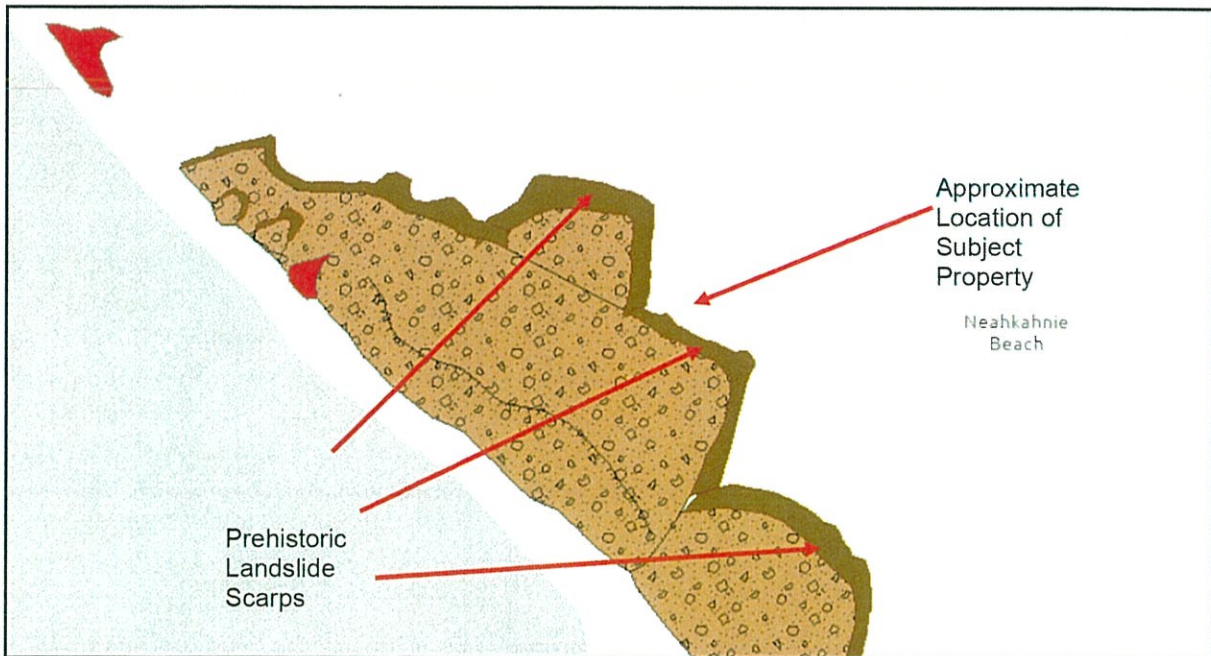 Approximate
Location of
Subject
Property
Neahkahnie
Beach
Prehistoric
Landslide
Scarps